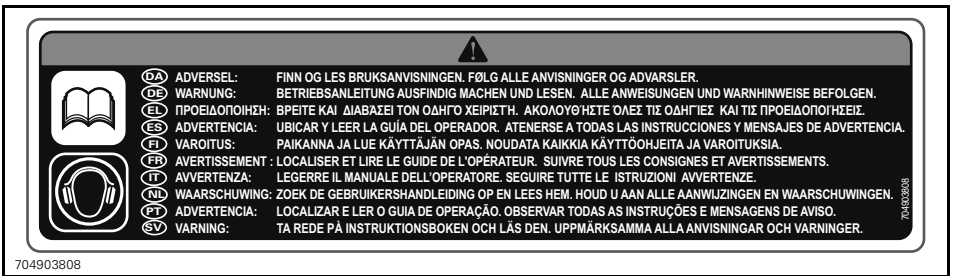 DA ADVERSEL: FINN OG LES BRUKSANVISNINGEN. FØLG ALLE ANVISNINGER OG ADVARSLER.
DE WARNUNG: BETRIEBSANLEITUNG AUSFINDIG MACHEN UND LESEN. ALLE ANWEISUNGEN UND WARNHINWEISE BEFOLGEN.
EL ΠΡΟΕΙΔΟΠΟΙΗΣΗ: ΒΡΕΙΤΕ ΚΑΙ ΔΙΑΒΆΣΕΙ ΤΟΝ ΟΔΗΓΟ ΧΕΙΡΙΣΤΉ. ΑΚΟΛΟΥΘΉΣΤΕ ΌΛΕΣ ΤΙΣ ΟΔΗΓΊΕΣ ΚΑΙ ΤΙΣ ΠΡΟΕΙΔΟΠΟΙΉΣΕΙΣ.
ES ADVERTENCIA: UBICAR Y LEER LA GUÍA DEL OPERADOR. ATENERSE A TODAS LAS INSTRUCCIONES Y MENSAJES DE ADVERTENCIA.
FI VAROITUS: PAIKANNA JA LUE KÄYTTÄJÄN OPAS. NOUDATA KAIKKIA KÄYTTÖOHJEITA JA VAROITUKSIA.
FR AVERTISSEMENT : LOCALISER ET LIRE LE GUIDE DE L'OPÉRATEUR. SUIVRE TOUS LES CONSIGNES ET AVERTISSEMENTS.
IT AVVERTENZA: LEGERRE IL MANUALE DELL'OPERATORE. SEGUIRE TUTTE LE ISTRUZIONI AVVERTENZE.
NL WAARSCHUWING: ZOEK DE GEBRUIKERSHANDLEIDING OP EN LEES HEM. HOUD U AAN ALLE AANWIJZINGEN EN WAARSCHUWINGEN.
PT ADVERTENCIA: LOCALIZAR E LER O GUIA DE OPERAÇÃO. OBSERVAR TODAS AS INSTRUÇÕES E MENSAGENS DE AVISO.
SV VARNING: TA REDE PÀ INSTRUKTIONSBOKEN OCH LÄS DEN. UPPMÄRKSAMMA ALLA ANVISNINGAR OCH VARNINGER.
704903808
704903808